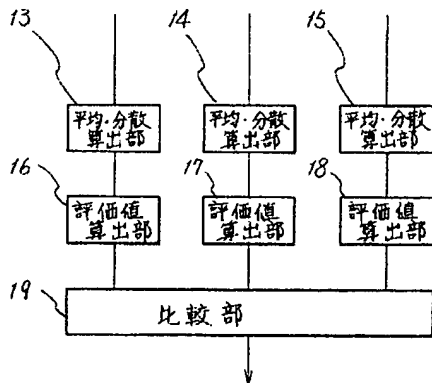 13
14
15
平均・分散
算出部
平均・分散
算出部
平均・分散
算出部
16
17
18
評価値
算出部
評価値
算出部
評価値
算出部
19
比較部